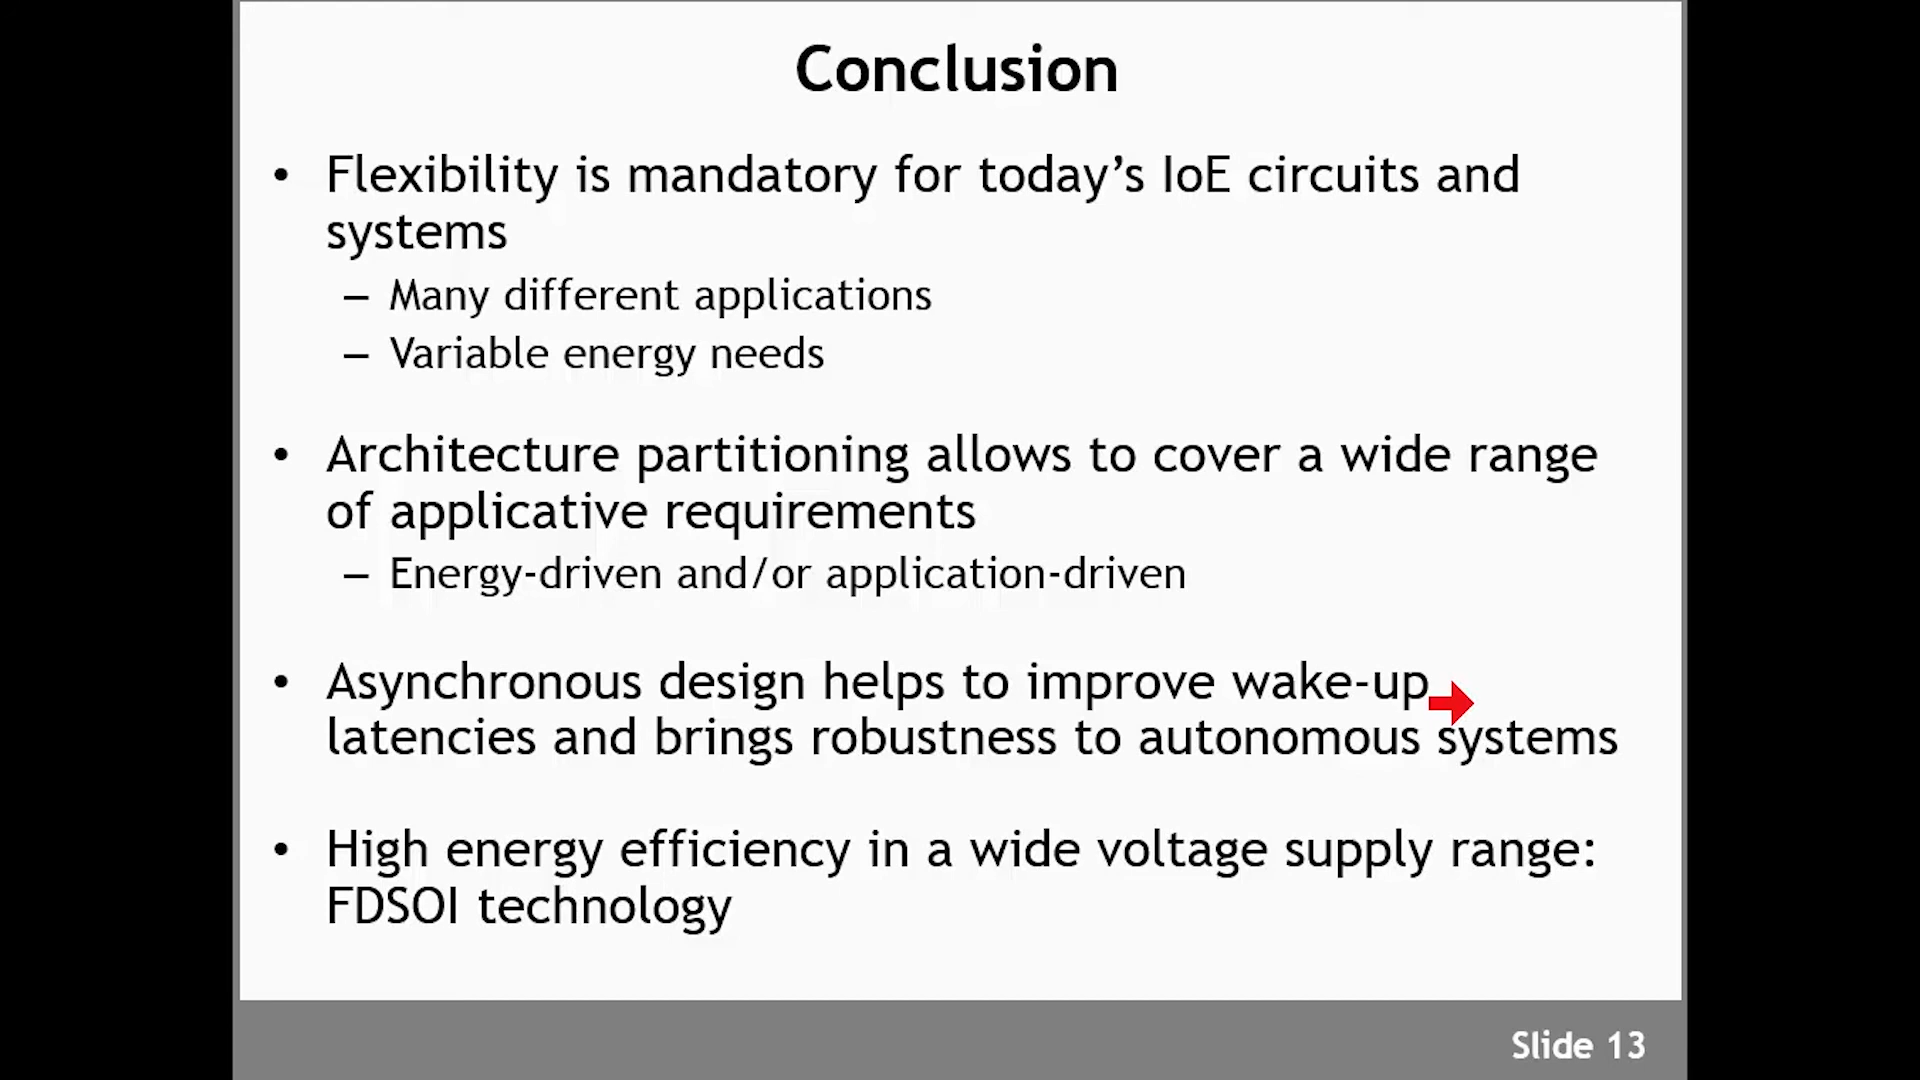 Conclusion
• Flexibility is mandatory for today’s IoE circuits and
systems
– Many different applications
– Variable energy needs
• Architecture partitioning allows to cover a wide range
of applicative requirements
– Energy-driven and/or application-driven
• Asynchronous design helps to improve wake-up
latencies and brings robustness to autonomous systems
• High energy efficiency in a wide voltage supply range:
FDSOI technology
Slide 13